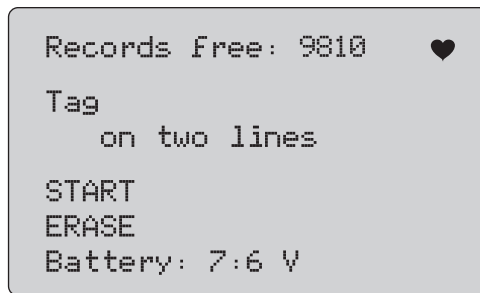 Records free: 9810 ♥
Tag
on two lines
START
ERASE
Battery: 7:6 V